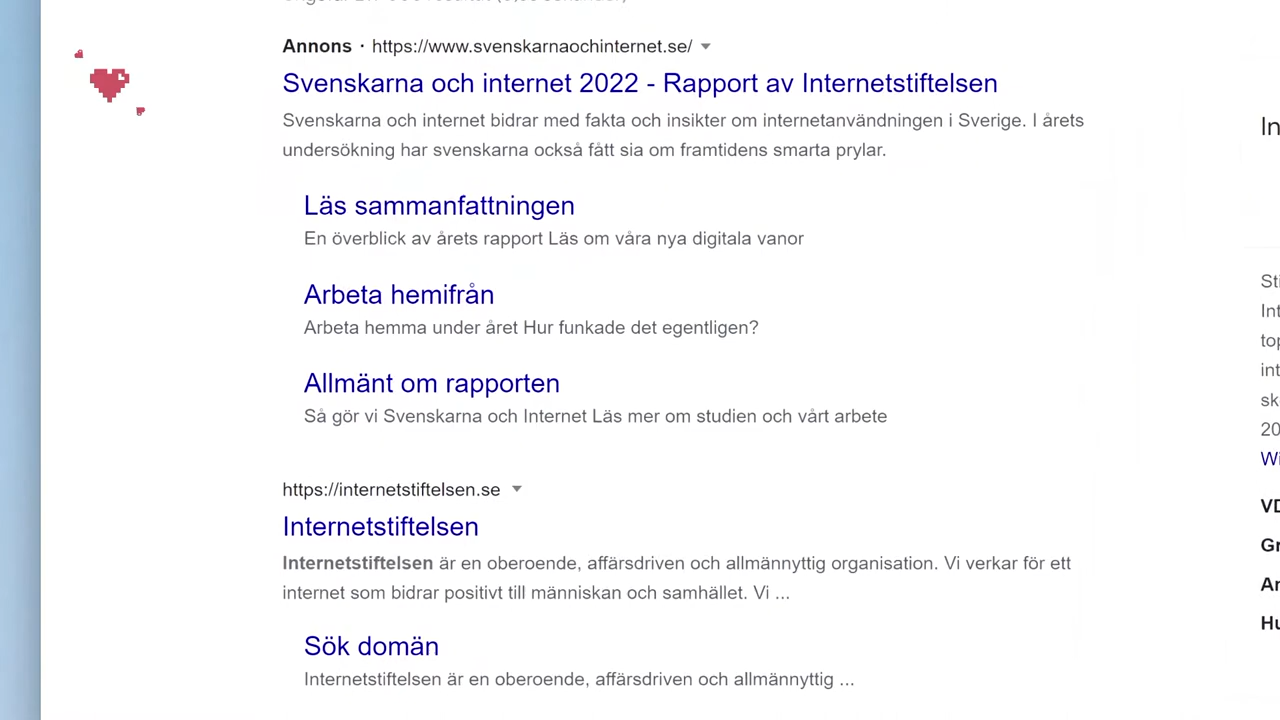 Annons · https://www.svenskarnaochinternet.se/
Svenskarna och internet 2022 - Rapport av Internetstiftelsen
Svenskarna och internet bidrar med fakta och insikter om internetanvändningen i Sverige. I årets
undersökning har svenskarna också fått sia om framtidens smarta prylar.
Läs sammanfattningen
En överblick av årets rapport Läs om våra nya digitala vanor
Arbeta hemifrån
Arbeta hemma under året Hur funkade det egentligen?
Allmänt om rapporten
Så gör vi Svenskarna och Internet Läs mer om studien och vårt arbete
https://internetstiftelsen.se
Internetstiftelsen
Internetstiftelsen är en oberoende, affärsdriven och allmännyttig organisation. Vi verkar för ett
internet som bidrar positivt till människan och samhället. Vi ...
Sök domän
Internetstiftelsen är en oberoende, affärsdriven och allmännyttig ...